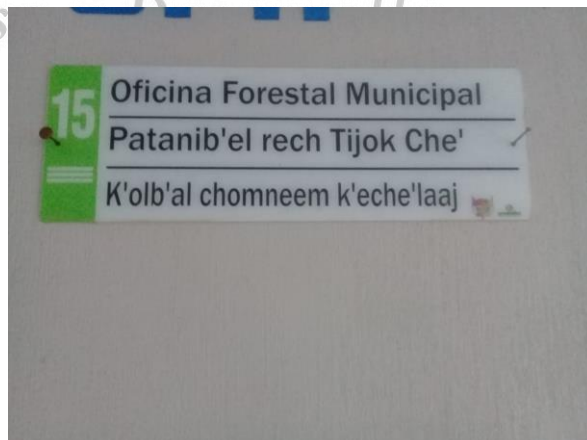 15
Oficina Forestal Municipal
Patanib'el rech Tijok Che'
K'olb'al chomneem k'eche'laaj